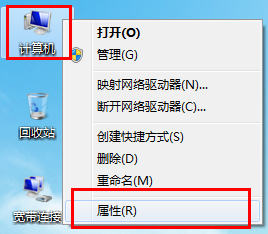 计算机
回收站
宽带连接
打开(O)
管理(G)
映射网络驱动器(N)...
断开网络驱动器(C)...
创建快捷方式(S)
删除(D)
重命名(M)
属性(R)